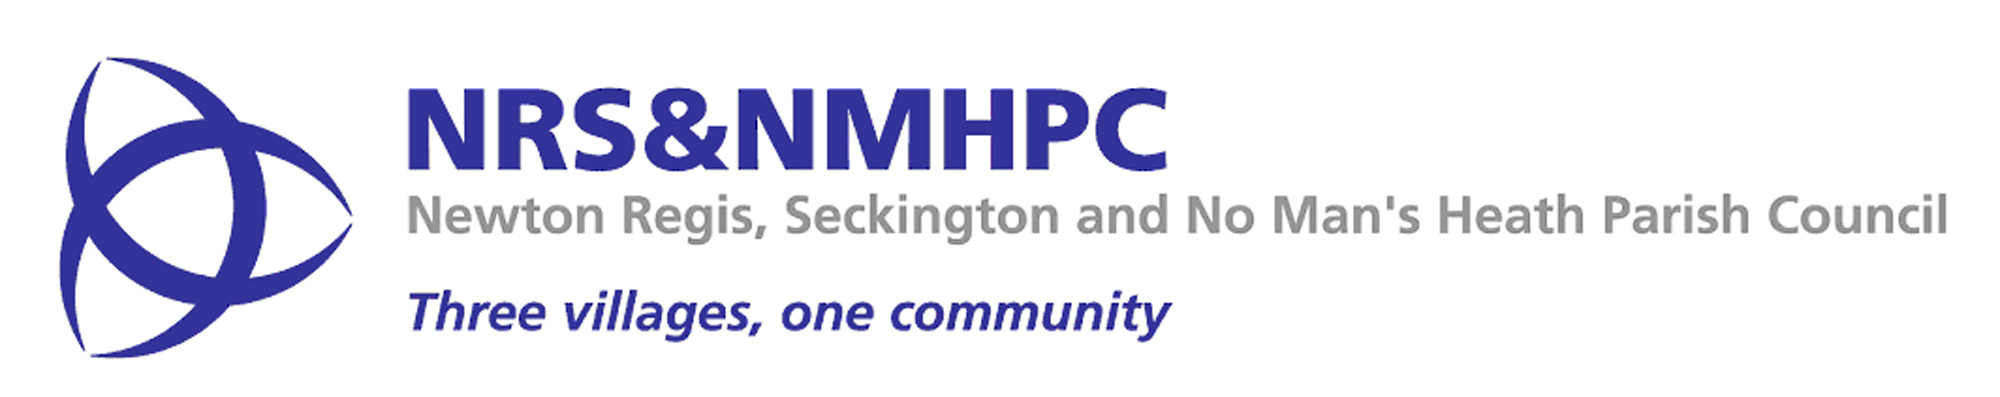 NRS&NMHPC
Newton Regis, Seckington and No Man's Heath Parish Council
Three villages, one community